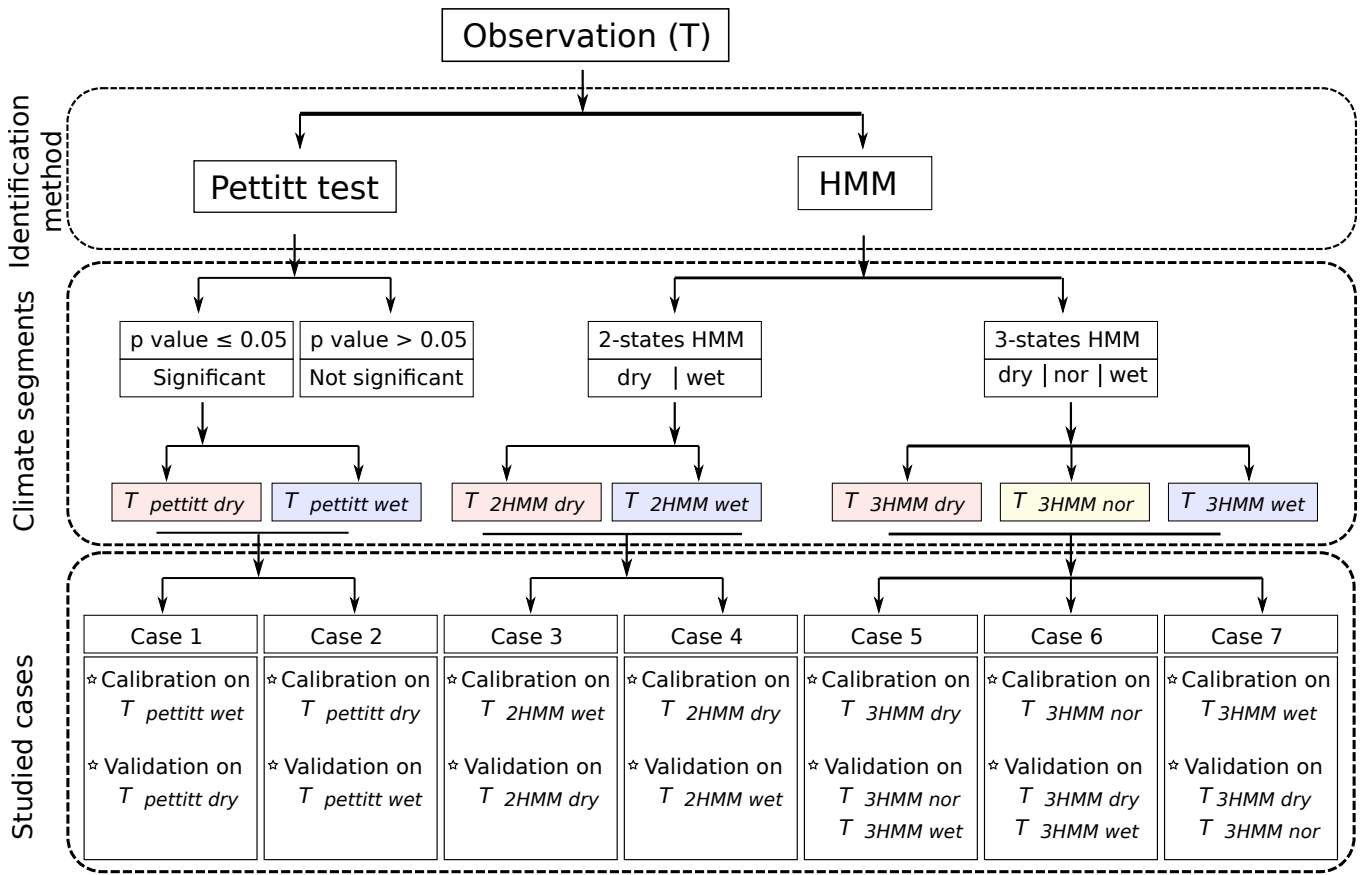 Observation (T)
Identification
method
Pettitt test
HMM
Climate segments
p value ≤ 0.05
Significant
p value > 0.05
Not significant
2-states HMM
dry | wet
3-states HMM
dry | nor | wet
T pettitt dry
T pettitt wet
T 2HMM dry
T 2HMM wet
T 3HMM dry
T 3HMM nor
T 3HMM wet
Studied cases
Case 1
☆ Calibration on
T pettitt wet
☆ Validation on
T pettitt dry
Case 2
☆ Calibration on
T pettitt dry
☆ Validation on
T pettitt wet
Case 3
☆ Calibration on
T 2HMM wet
☆ Validation on
T 2HMM dry
Case 4
☆ Calibration on
T 2HMM dry
☆ Validation on
T 2HMM wet
Case 5
☆ Calibration on
T 3HMM dry
☆ Validation on
T 3HMM nor
T 3HMM wet
Case 6
☆ Calibration on
T 3HMM nor
☆ Validation on
T 3HMM dry
T 3HMM wet
Case 7
☆ Calibration on
T 3HMM wet
☆ Validation on
T 3HMM dry
T 3HMM nor